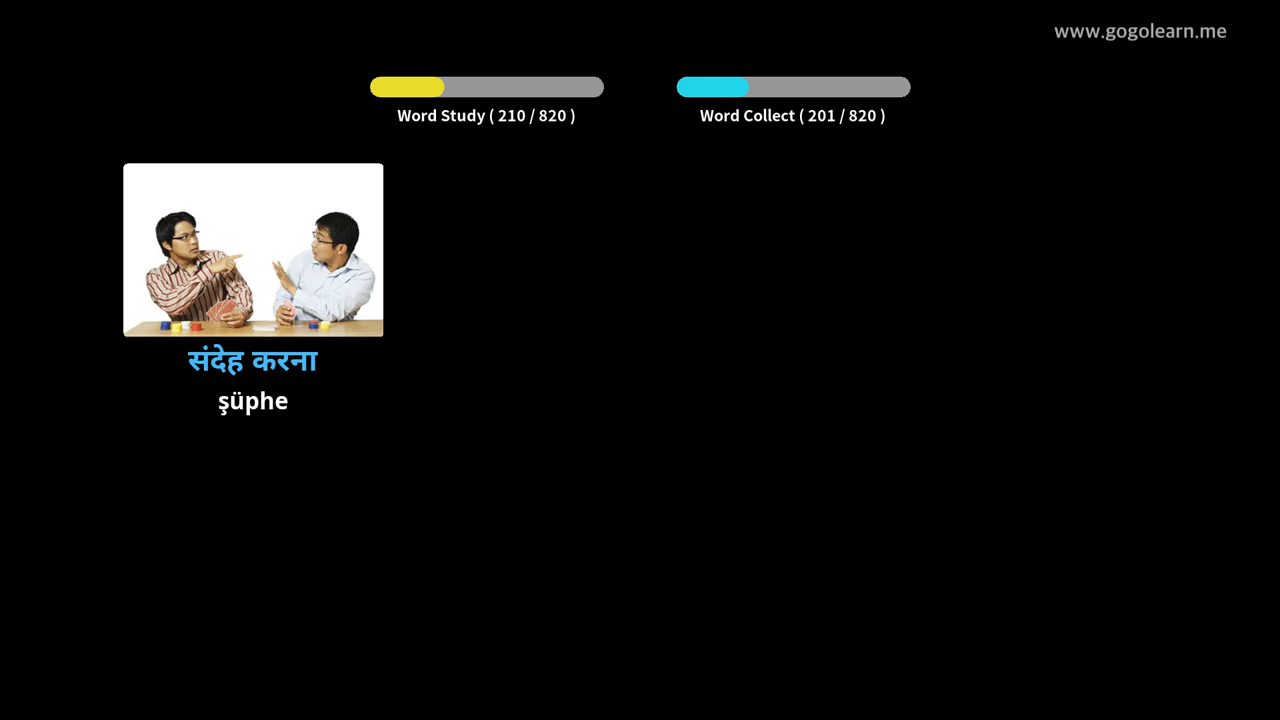 www.gogolearn.me
Word Study ( 210 / 820 )
Word Collect ( 201 / 820 )
संदेह करना
şüphe